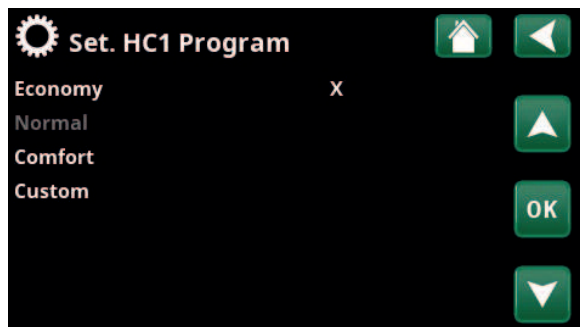 Set. HC1 Program
Economy X
Normal
Comfort
Custom
OK